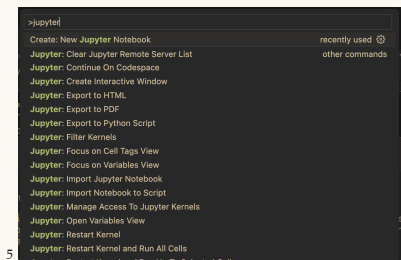 >jupyter
Create: New Jupyter Notebook recently used
Jupyter: Clear Jupyter Remote Server List other commands
Jupyter: Continue On Codespace
Jupyter: Create Interactive Window
Jupyter: Export to HTML
Jupyter: Export to PDF
Jupyter: Export to Python Script
Jupyter: Filter Kernels
Jupyter: Focus on Cell Tags View
Jupyter: Focus on Variables View
Jupyter: Import Jupyter Notebook
Jupyter: Import Notebook to Script
Jupyter: Manage Access To Jupyter Kernels
Jupyter: Open Variables View
Jupyter: Restart Kernel
Jupyter: Restart Kernel and Run All Cells
5